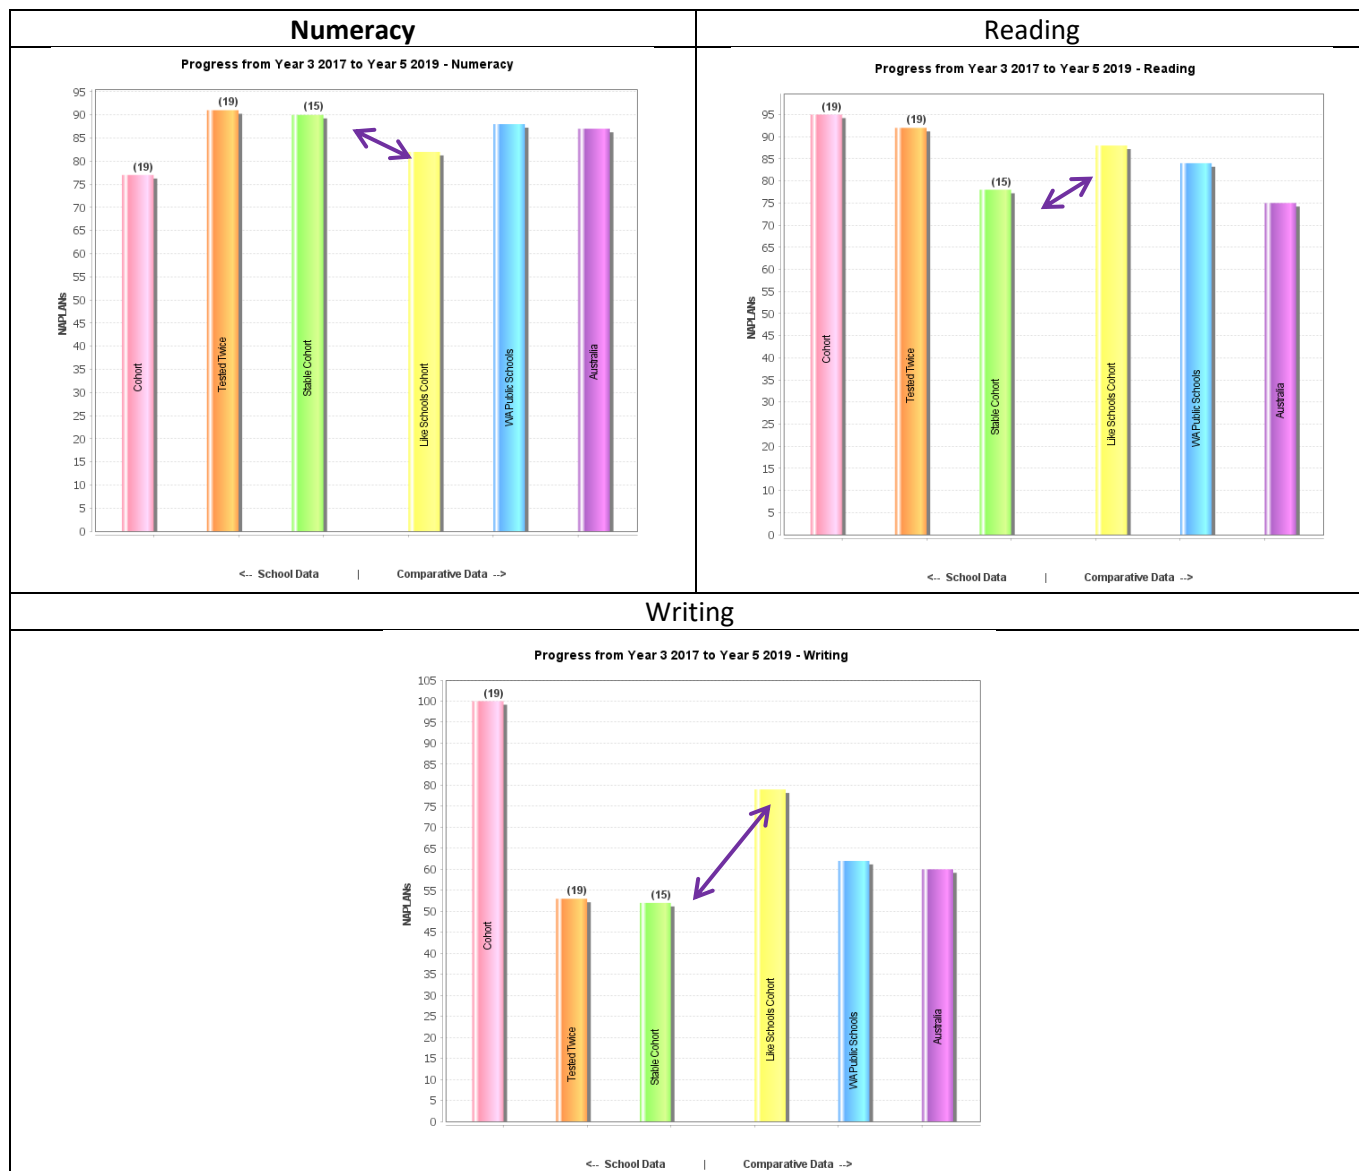 Numeracy
Reading
Progress from Year 3 2017 to Year 5 2019 - Numeracy
95
90
85
80
75
70
65
60
55
50
45
40
35
30
25
20
15
10
5
0
NAPLANs
(19)
(19)
(15)
Cohort
Tested Twice
Stable Cohort
Like Schools Cohort
WA Public Schools
Australia
<-- School Data | Comparative Data -->
Progress from Year 3 2017 to Year 5 2019 - Reading
95
90
85
80
75
70
65
60
55
50
45
40
35
30
25
20
15
10
5
0
NAPLANs
(19)
(19)
(15)
Cohort
Tested Twice
Stable Cohort
Like Schools Cohort
WA Public Schools
Australia
<-- School Data | Comparative Data -->
Writing
Progress from Year 3 2017 to Year 5 2019 - Writing
105
100
95
90
85
80
75
70
65
60
55
50
45
40
35
30
25
20
15
10
5
0
NAPLANs
(19)
(19)
(15)
Cohort
Tested Twice
Stable Cohort
Like Schools Cohort
WA Public Schools
Australia
<-- School Data | Comparative Data -->